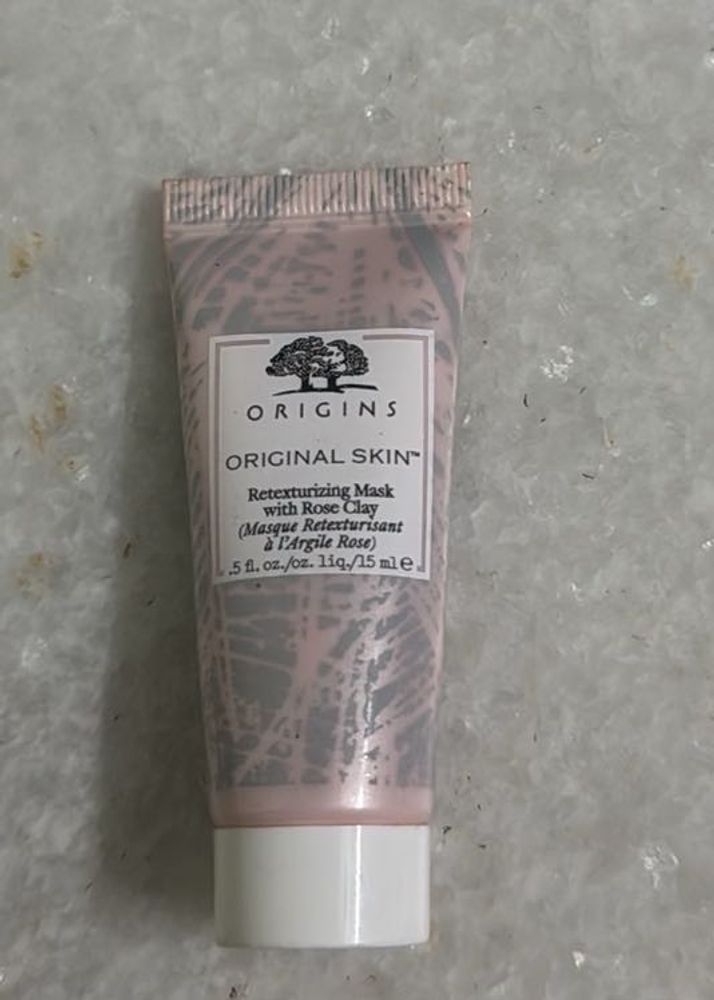 ORIGINS
ORIGINAL SKIN™
Retexturizing Mask
with Rose Clay
(Masque Retexturisant
à l'Argile Rose)
.5 fl. oz./oz. liq./15 ml e